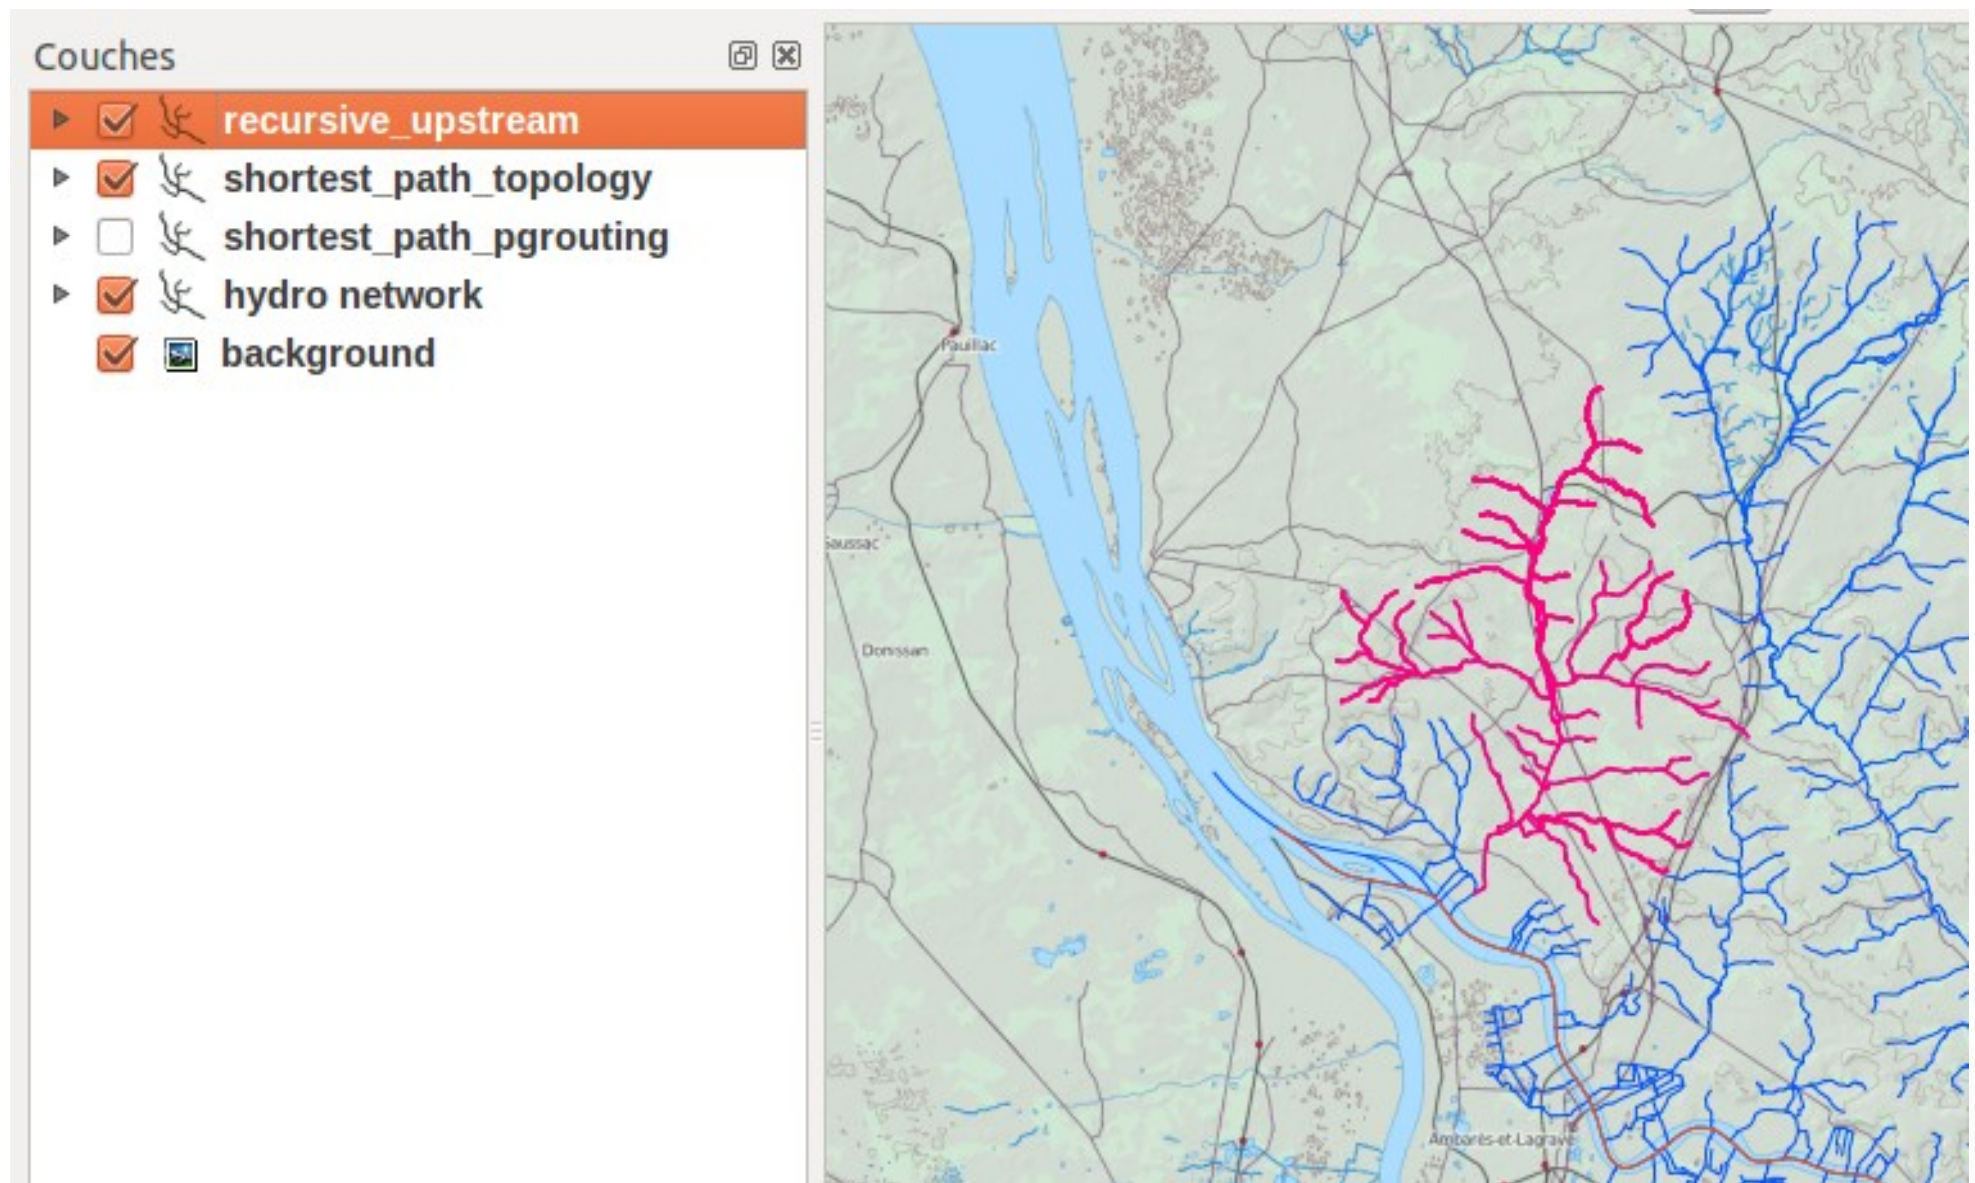 Couches
recursive_upstream
shortest_path_topology
shortest_path_pgrouting
hydro network
background
Pauillac
Saussac
Donissan
Ambarès-et-Lagrave